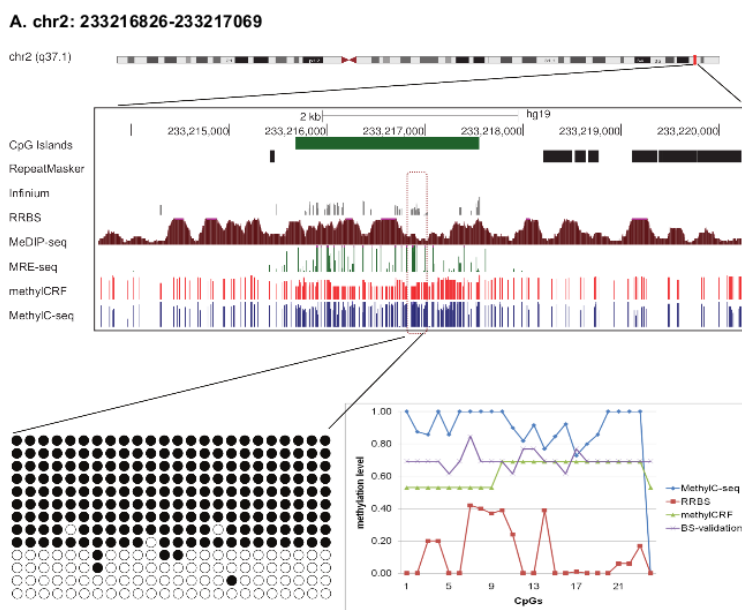 A. chr2: 233216826-233217069
chr2 (q37.1)
2 kb hg19
233,215,000 233,216,000 233,217,000 233,218,000 233,219,000 233,220,000
CpG Islands
RepeatMasker
Infinium
RRBS
MeDIP-seq
MRE-seq
methylCRF
MethylC-seq
1.00
0.80
0.60
0.40
0.20
0.00
methylation level
1 5 9 13 17 21
CpGs
MethylC-seq
RRBS
methylCRF
BS-validation